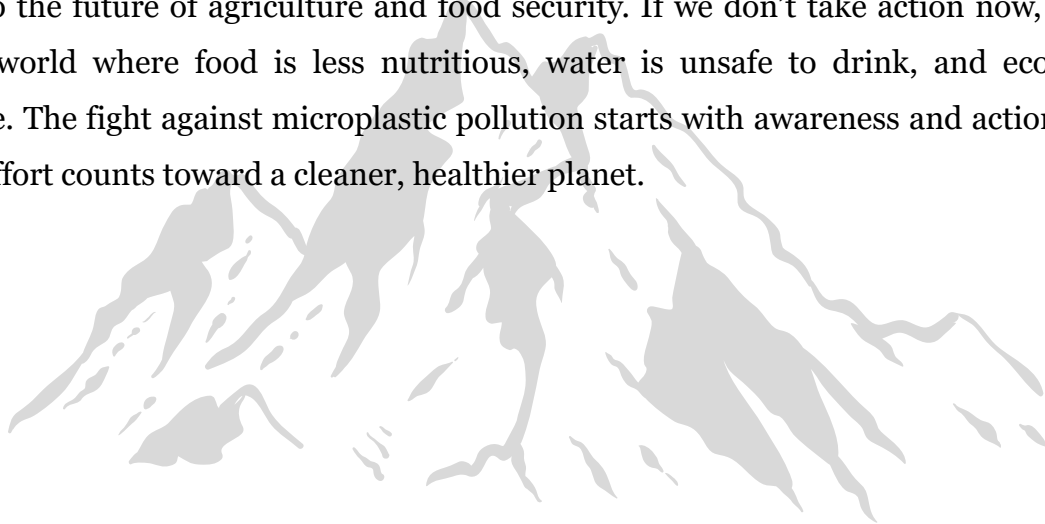 the future of agriculture and food security. If we don't take action now,
world where food is less nutritious, water is unsafe to drink, and
The fight against microplastic pollution starts with awareness and action
counts toward a cleaner, healthier planet.